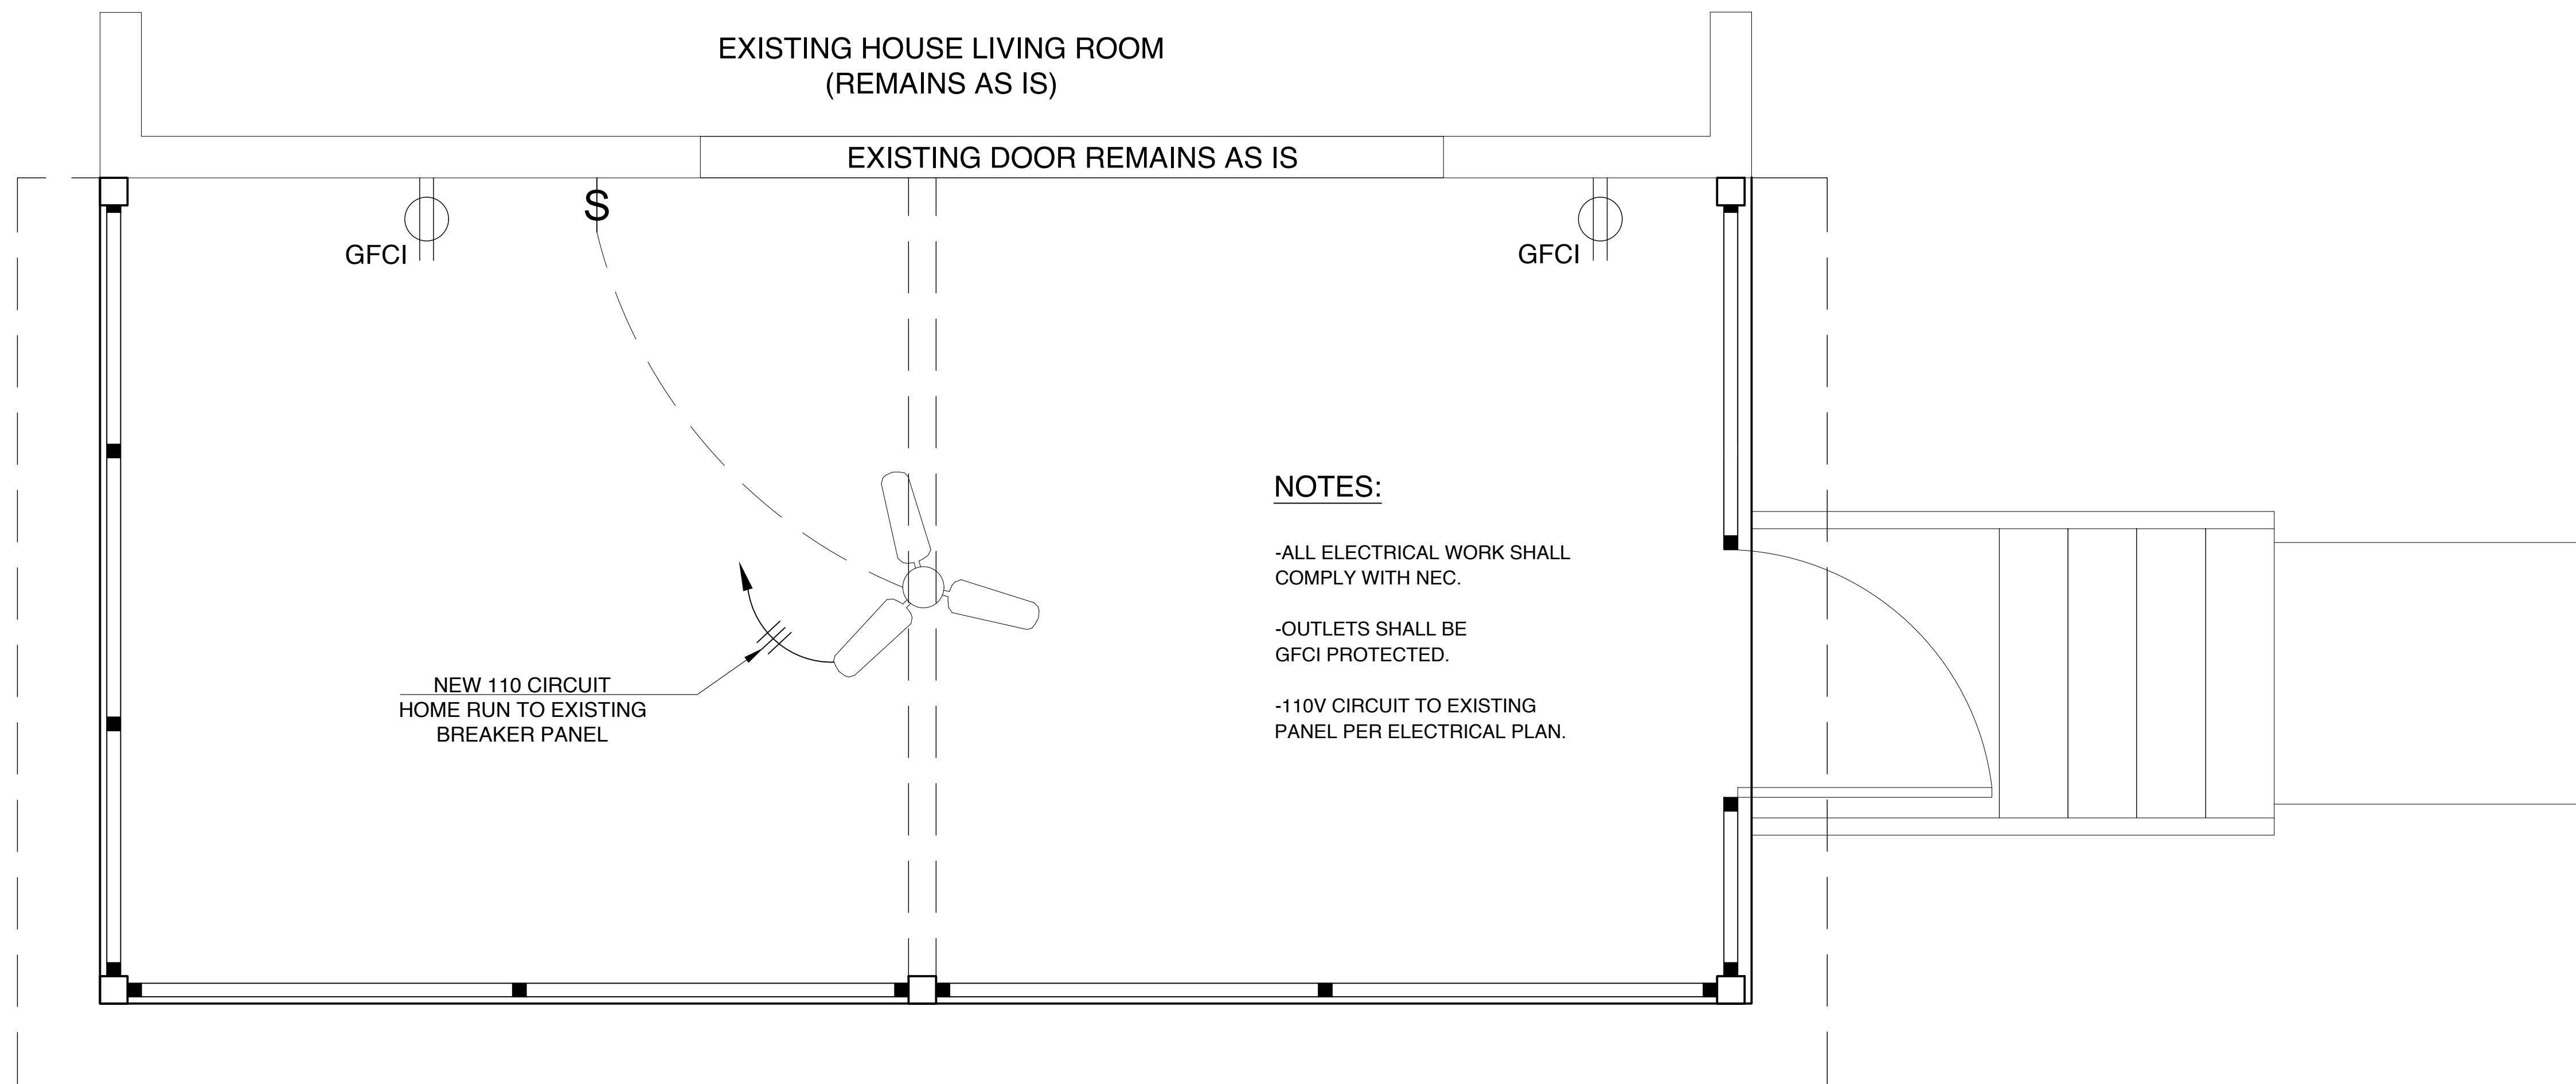 EXISTING HOUSE LIVING ROOM
(REMAINS AS IS)
EXISTING DOOR REMAINS AS IS
S
GFCI
GFCI
NOTES:
-ALL ELECTRICAL WORK SHALL
COMPLY WITH NEC.
-OUTLETS SHALL BE
GFCI PROTECTED.
-110V CIRCUIT TO EXISTING
PANEL PER ELECTRICAL PLAN.
NEW 110 CIRCUIT
HOME RUN TO EXISTING
BREAKER PANEL